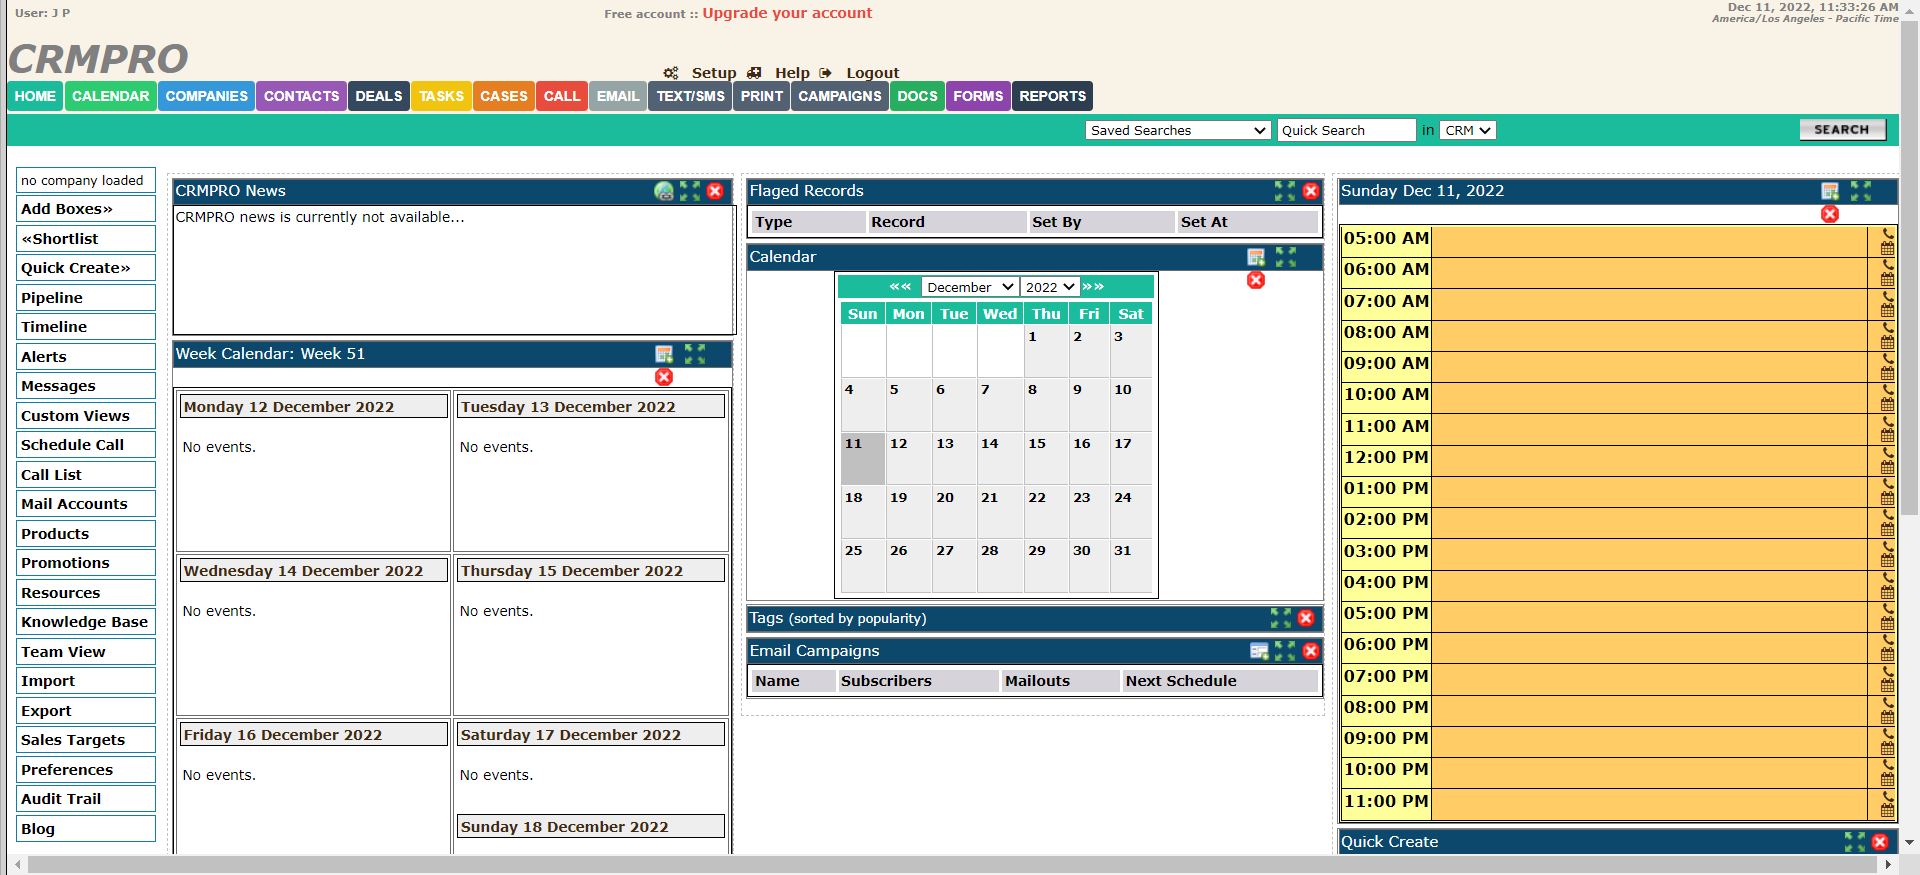 User: J P
Free account :: Upgrade your account
Dec 11, 2022, 11:33:26 AM
America/Los Angeles - Pacific Time
CRMPRO
Setup Help Logout
HOME CALENDAR COMPANIES CONTACTS DEALS TASKS CASES CALL EMAIL TEXT/SMS PRINT CAMPAIGNS DOCS FORMS REPORTS
Saved Searches Quick Search in CRM SEARCH
no company loaded
Add Boxes»
«Shortlist
Quick Create»
Pipeline
Timeline
Alerts
Messages
Custom Views
Schedule Call
Call List
Mail Accounts
Products
Promotions
Resources
Knowledge Base
Team View
Import
Export
Sales Targets
Preferences
Audit Trail
Blog
CRMPRO News
CRMPRO news is currently not available...
Week Calendar: Week 51
Monday 12 December 2022 Tuesday 13 December 2022
No events. No events.
Wednesday 14 December 2022 Thursday 15 December 2022
No events. No events.
Friday 16 December 2022 Saturday 17 December 2022
No events. No events.
Sunday 18 December 2022
Flaged Records
Type Record Set By Set At
Calendar
«« December 2022 »»
Sun Mon Tue Wed Thu Fri Sat
1 2 3
4 5 6 7 8 9 10
11 12 13 14 15 16 17
18 19 20 21 22 23 24
25 26 27 28 29 30 31
Tags (sorted by popularity)
Email Campaigns
Name Subscribers Mailouts Next Schedule
Sunday Dec 11, 2022
05:00 AM
06:00 AM
07:00 AM
08:00 AM
09:00 AM
10:00 AM
11:00 AM
12:00 PM
01:00 PM
02:00 PM
03:00 PM
04:00 PM
05:00 PM
06:00 PM
07:00 PM
08:00 PM
09:00 PM
10:00 PM
11:00 PM
Quick Create